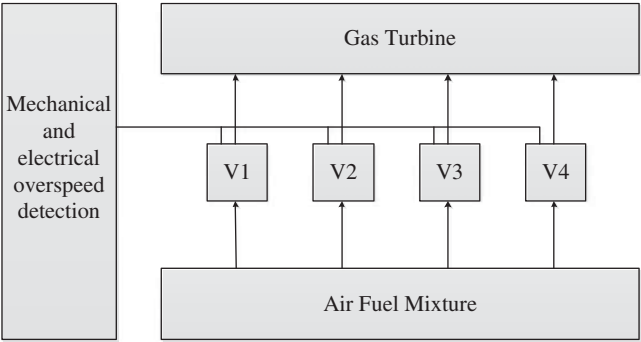 Gas Turbine
Mechanical
and
electrical
overspeed
detection
V1
V2
V3
V4
Air Fuel Mixture